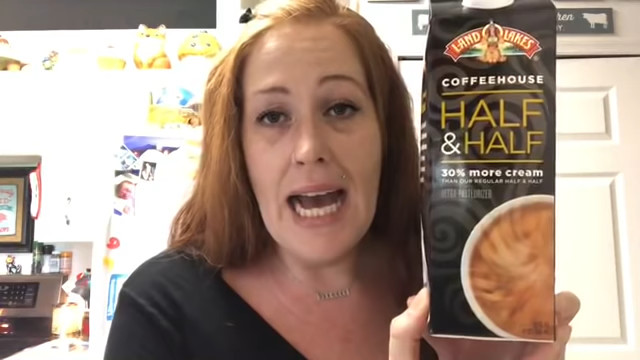 LAND O LAKES
COFFEEHOUSE
HALF
&HALF
30% more cream
THAN OUR REGULAR HALF & HALF
ULTRA-PASTEURIZED